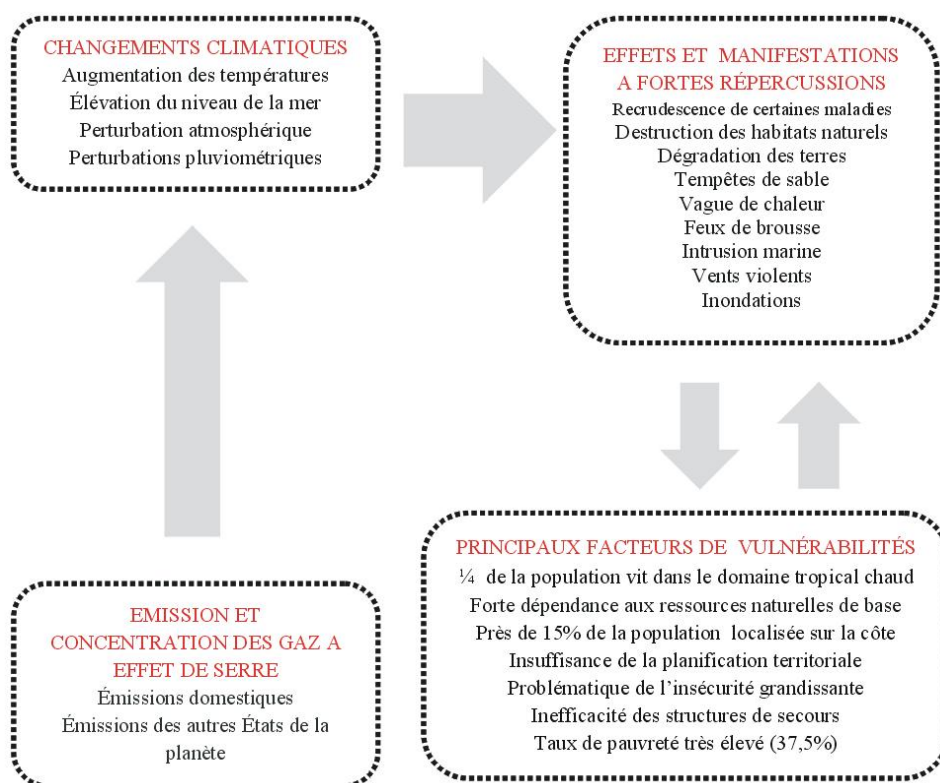 CHANGEMENTS CLIMATIQUES
Augmentation des températures
Élévation du niveau de la mer
Perturbation atmosphérique
Perturbations pluviométriques
EFFETS ET MANIFESTATIONS
A FORTES RÉPERCUSSIONS
Recrudescence de certaines maladies
Destruction des habitats naturels
Dégradation des terres
Tempêtes de sable
Vague de chaleur
Feux de brousse
Intrusion marine
Vents violents
Inondations
EMISSION ET
CONCENTRATION DES GAZ A
EFFET DE SERRE
Émissions domestiques
Émissions des autres États de la
planète
PRINCIPAUX FACTEURS DE VULNÉRABILITÉS
¼ de la population vit dans le domaine tropical chaud
Forte dépendance aux ressources naturelles de base
Près de 15% de la population localisée sur la côte
Insuffisance de la planification territoriale
Problématique de l’insécurité grandissante
Inefficacité des structures de secours
Taux de pauvreté très élevé (37,5%)